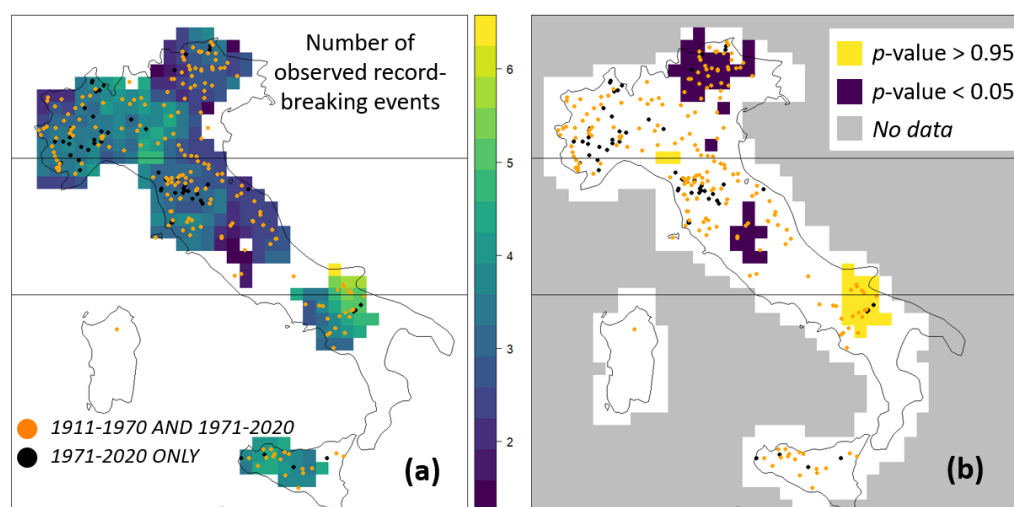 Number of
observed record-
breaking events
1911-1970 AND 1971-2020
1971-2020 ONLY
(a)
6
5
4
3
2
p-value > 0.95
p-value < 0.05
No data
(b)